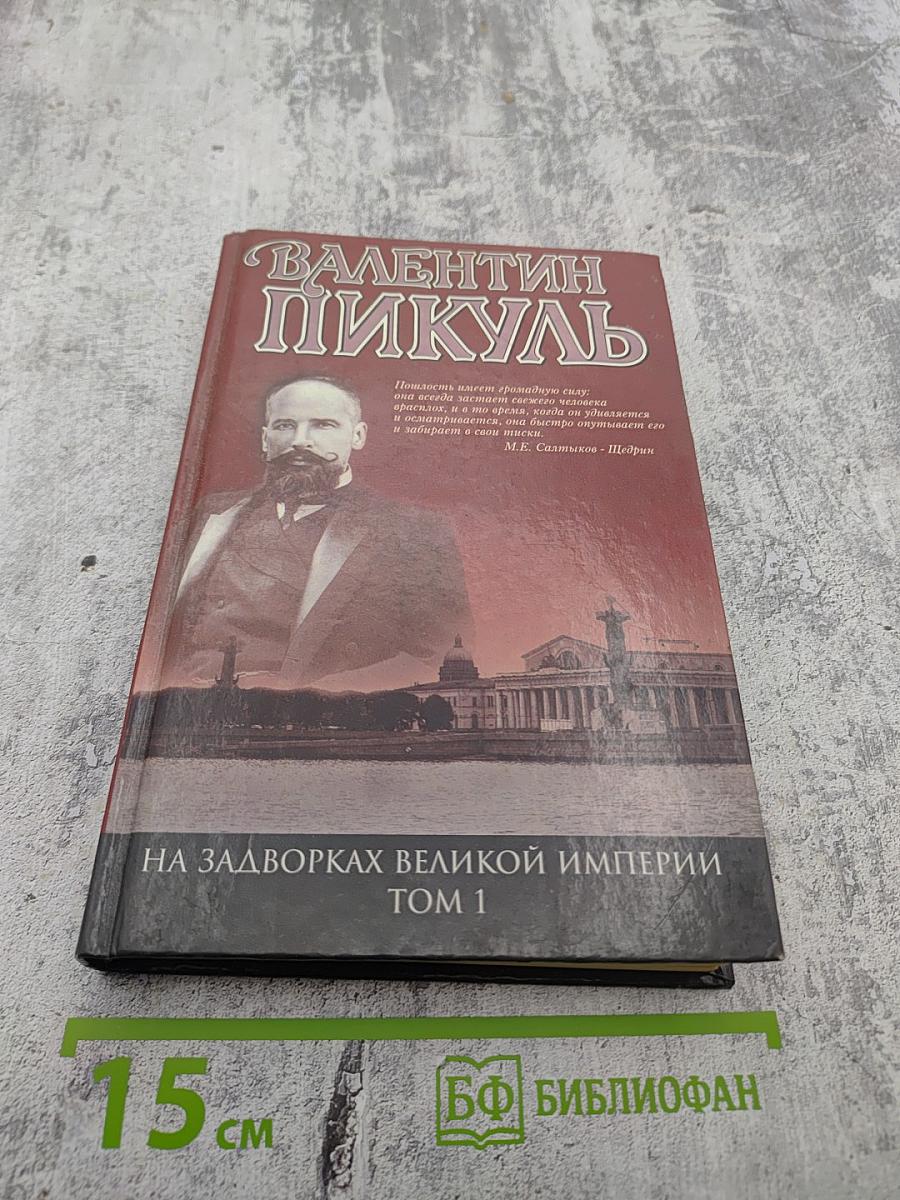 ВАЛЕНТИН
ПИКУЛЬ
Пошлость имеет громадную силу:
она всегда застает свежего человека
врасплох, и в то время, когда он удивляется
и осматривается, она быстро опутывает его
и забирает в свои тиски.
М.Е. Салтыков - Щедрин
НА ЗАДВОРКАХ ВЕЛИКОЙ ИМПЕРИИ
ТОМ 1
15 см
БФ БИБЛИОФАН